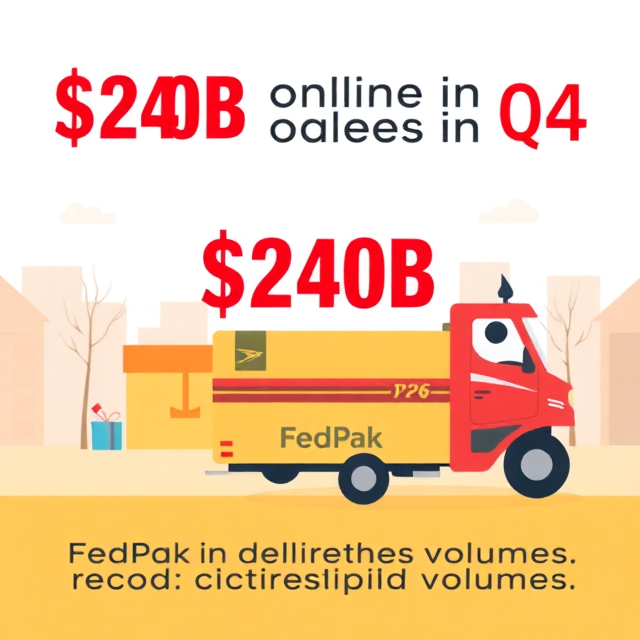 $240B onlline in Q4
oalees in
$240B
P26
FedPak
FedPak in dellirethes volumes.
recod: cictireslipild volumes.